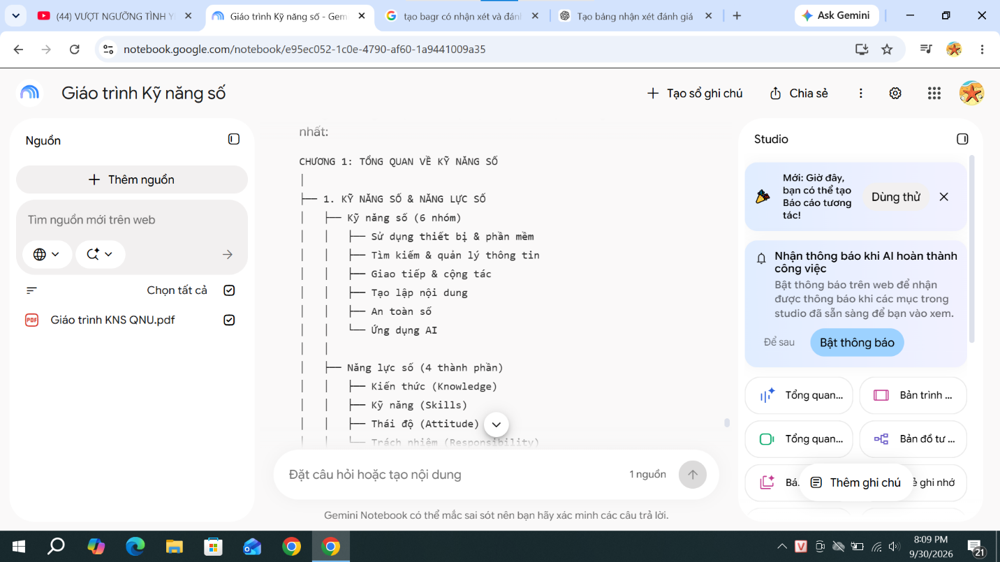 (44) VƯỢT NGƯỠNG TÌNH Y
Giáo trình Kỹ năng số - Gem
tạo bagr có nhận xét và đán
Tạo bảng nhận xét đánh giá
Ask Gemini
notebook.google.com/notebook/e95ec052-1c0e-4790-af60-1a9441009a35
Giáo trình Kỹ năng số
Tạo sổ ghi chú
Chia sẻ
Nguồn
Thêm nguồn
Tìm nguồn mới trên web
Chọn tất cả
PDF
Giáo trình KNS QNU.pdf
nhất:
CHƯƠNG 1: TỔNG QUAN VỀ KỸ NĂNG SỐ
1. KỸ NĂNG SỐ & NĂNG LỰC SỐ
Kỹ năng số (6 nhóm)
Sử dụng thiết bị & phần mềm
Tìm kiếm & quản lý thông tin
Giao tiếp & cộng tác
Tạo lập nội dung
An toàn số
Ứng dụng AI
Năng lực số (4 thành phần)
Kiến thức (Knowledge)
Kỹ năng (Skills)
Thái độ (Attitude)
Trách nhiệm (Responsibility)
Đặt câu hỏi hoặc tạo nội dung
1 nguồn
Gemini Notebook có thể mắc sai sót nên bạn hãy xác minh các câu trả lời.
Studio
Mới: Giờ đây,
bạn có thể tạo
Báo cáo tương
tác!
Dùng thử
Nhận thông báo khi AI hoàn thành
công việc
Bật thông báo trên web để nhận
được thông báo khi các mục trong
studio đã sẵn sàng để bạn vào xem.
Để sau
Bật thông báo
Tổng quan...
Bản trình ...
Tổng quan...
Bản đồ tư ...
Bá.
Thêm ghi chú
ẻ ghi nhớ
V
8:09 PM
9/30/2026
21